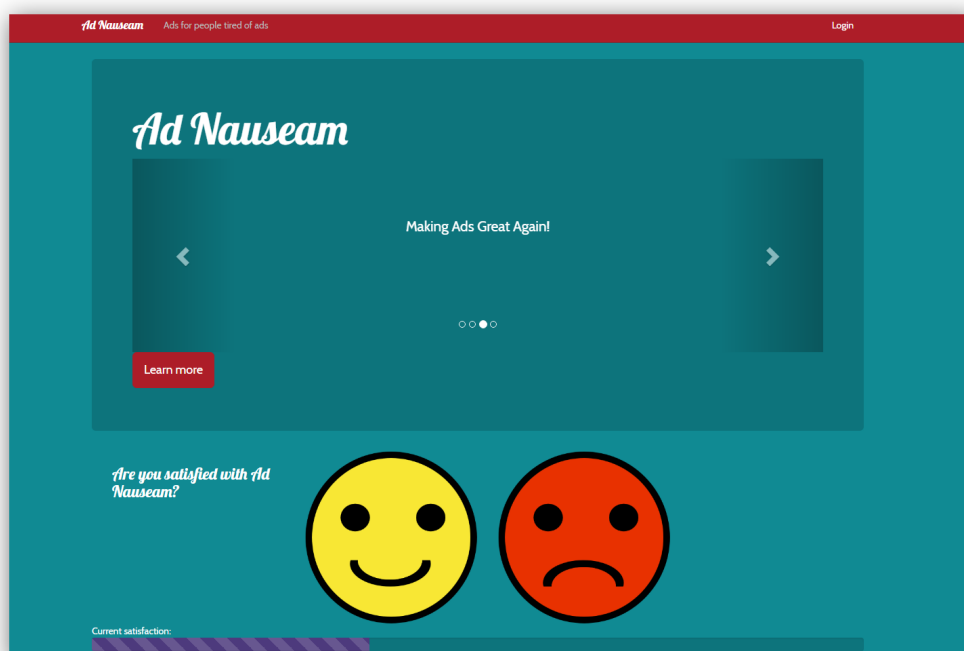 Ad Nauseam
Ads for people tired of ads
Login
Ad Nauseam
Making Ads Great Again!
Learn more
Are you satisfied with Ad
Nauseam?
Current satisfaction: